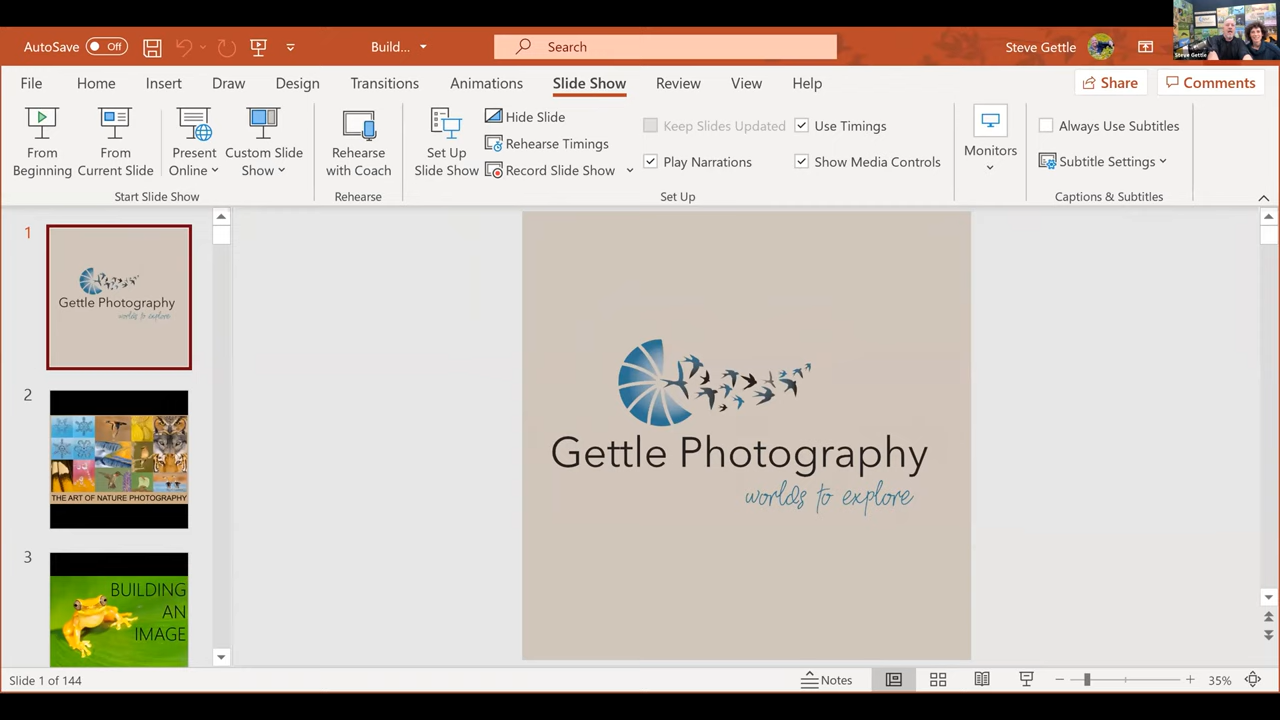 AutoSave Off Build... Search Steve Gettle
Steve Gettle
File Home Insert Draw Design Transitions Animations Slide Show Review View Help Share Comments
From Beginning
From Current Slide
Present Online
Custom Slide Show
Start Slide Show
Rehearse with Coach
Rehearse
Set Up Slide Show
Hide Slide
Rehearse Timings
Record Slide Show
Keep Slides Updated
Play Narrations
Use Timings
Show Media Controls
Set Up
Monitors
Always Use Subtitles
Subtitle Settings
Captions & Subtitles
1
Gettle Photography
worlds to explore
2
THE ART OF NATURE PHOTOGRAPHY
3
BUILDING
AN
IMAGE
Gettle Photography
worlds to explore
Slide 1 of 144 Notes 35%